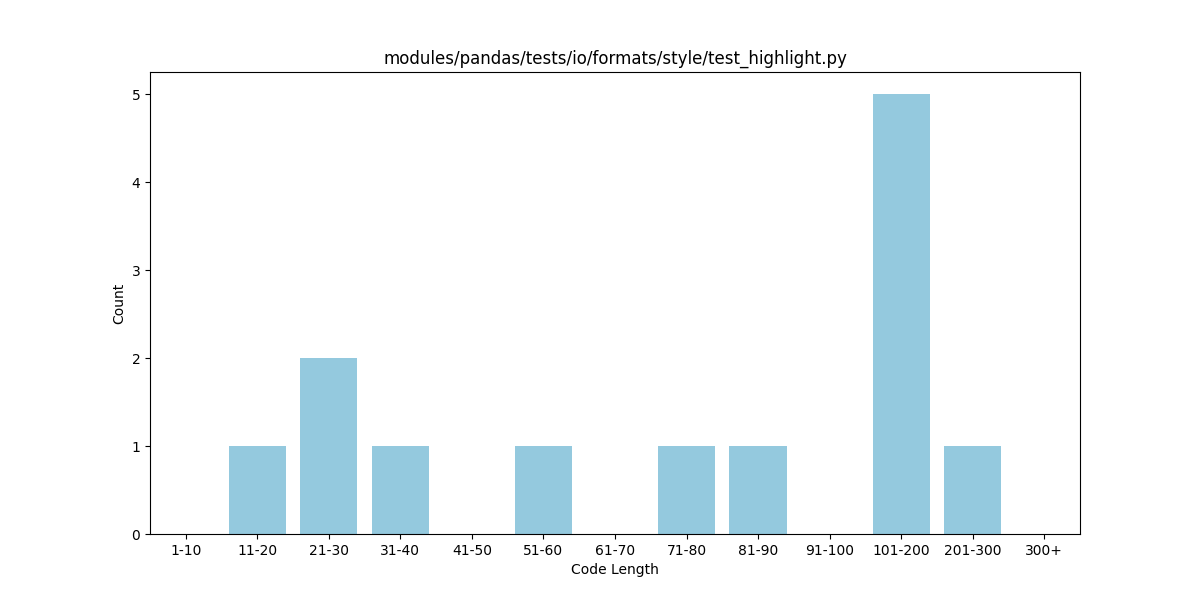 modules/pandas/tests/io/formats/style/test_highlight.py
5
4
3
2
1
0
Count
1-10 11-20 21-30 31-40 41-50 51-60 61-70 71-80 81-90 91-100 101-200 201-300 300+
Code Length